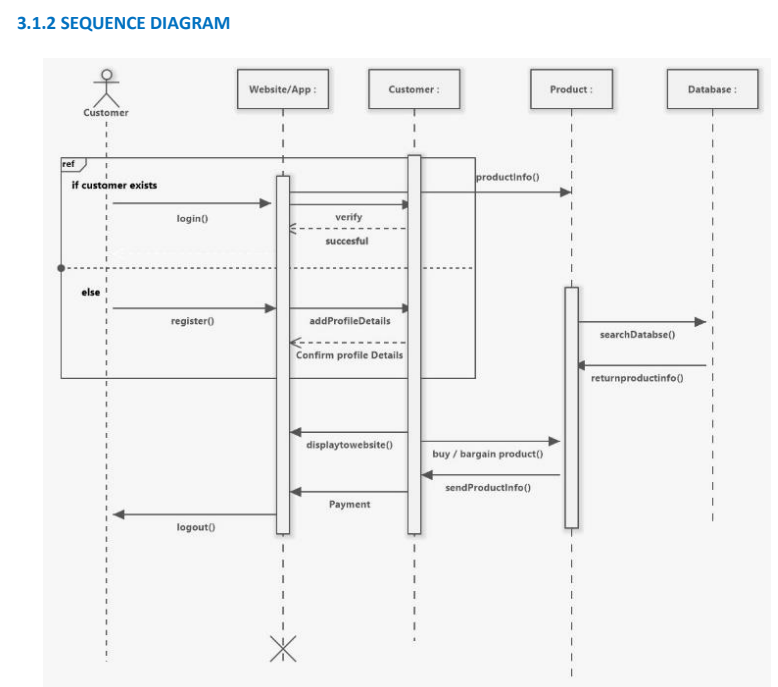 3.1.2 SEQUENCE DIAGRAM
Website/App :
Customer :
Product :
Database :
Customer
ref
if customer exists
productInfo()
login()
verify
succesful
else
register()
addProfileDetails
searchDatabse()
Confirm profile Details
returnproductinfo()
displaytowebsite()
buy / bargain product()
sendProductInfo()
Payment
logout()